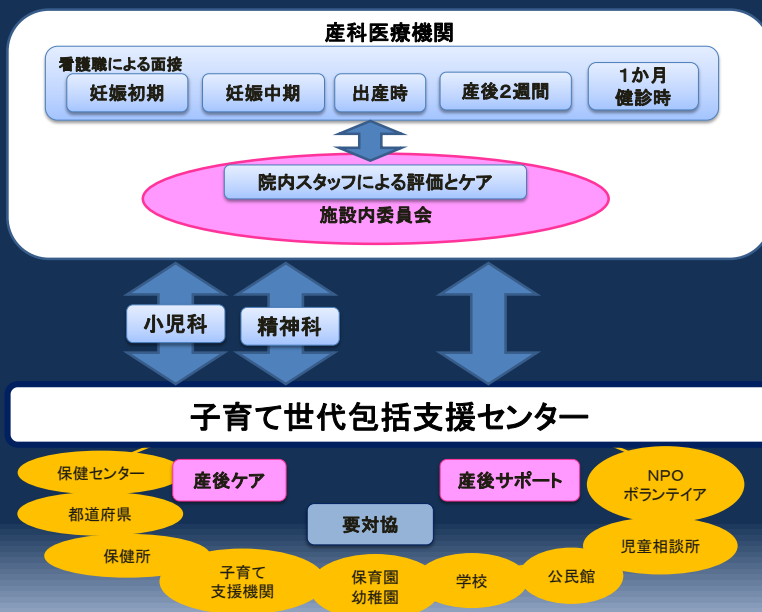 産科医療機関
看護職による面接
妊娠初期
妊娠中期
出産時
産後2週間
1か月
健診時
院内スタッフによる評価とケア
施設内委員会
小児科
精神科
子育て世代包括支援センター
保健センター
産後ケア
産後サポート
NPO
ボランテイア
都道府県
要対協
保健所
児童相談所
子育て
支援機関
保育園
幼稚園
学校
公民館